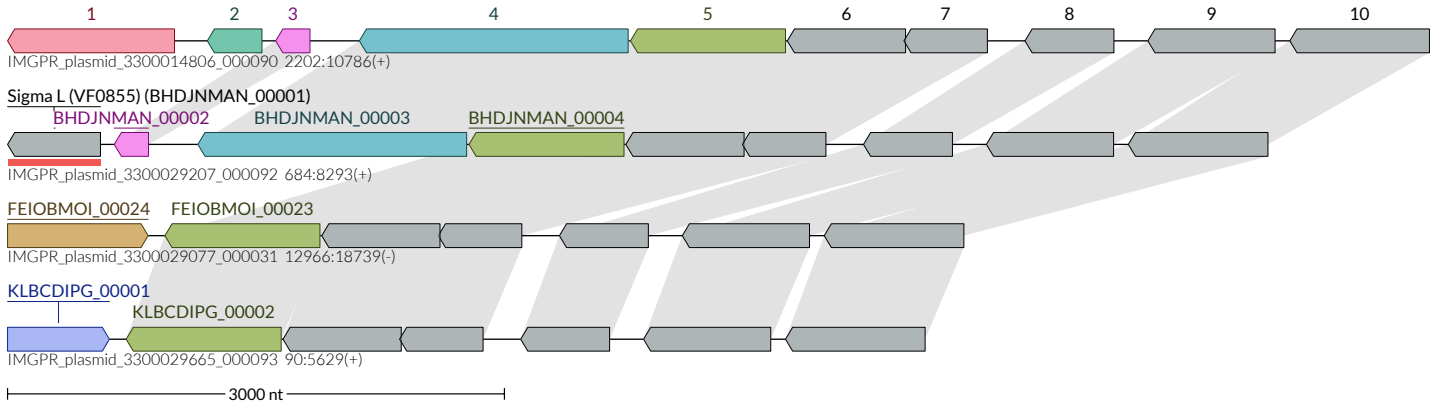 1 2 3 4 5 6 7 8 9 10
IMGPR_plasmid_3300014806_000090 2202:10786(+)
Sigma L (VF0855) (BHDJNMAN_00001)
BHDJNMAN_00002 BHDJNMAN_00003 BHDJNMAN_00004
IMGPR_plasmid_3300029207_000092 684:8293(+)
FEIOBMOI_00024 FEIOBMOI_00023
IMGPR_plasmid_3300029077_000031 12966:18739(-)
KLBCDIPG_00001
KLBCDIPG_00002
IMGPR_plasmid_3300029665_000093 90:5629(+)
3000 nt